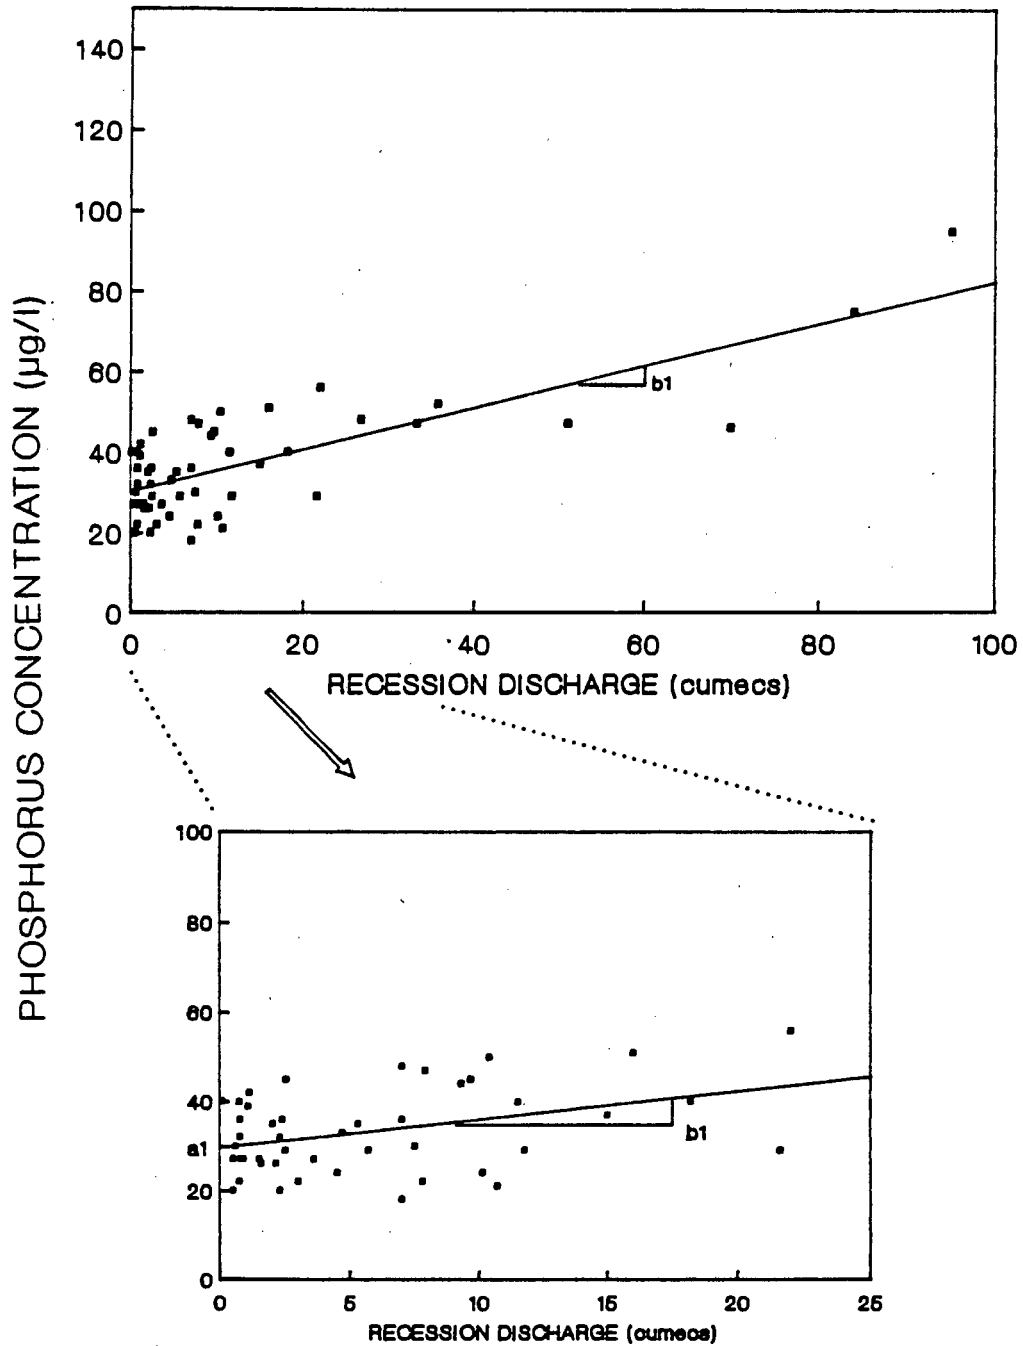 PHOSPHORUS CONCENTRATION (µg/l)
140
120
100
80
60
40
20
0
b1
0 20 40 60 80 100
RECESSION DISCHARGE (cumecs)
100
80
60
40
a1
20
0
b1
0 5 10 15 20 25
RECESSION DISCHARGE (cumecs)